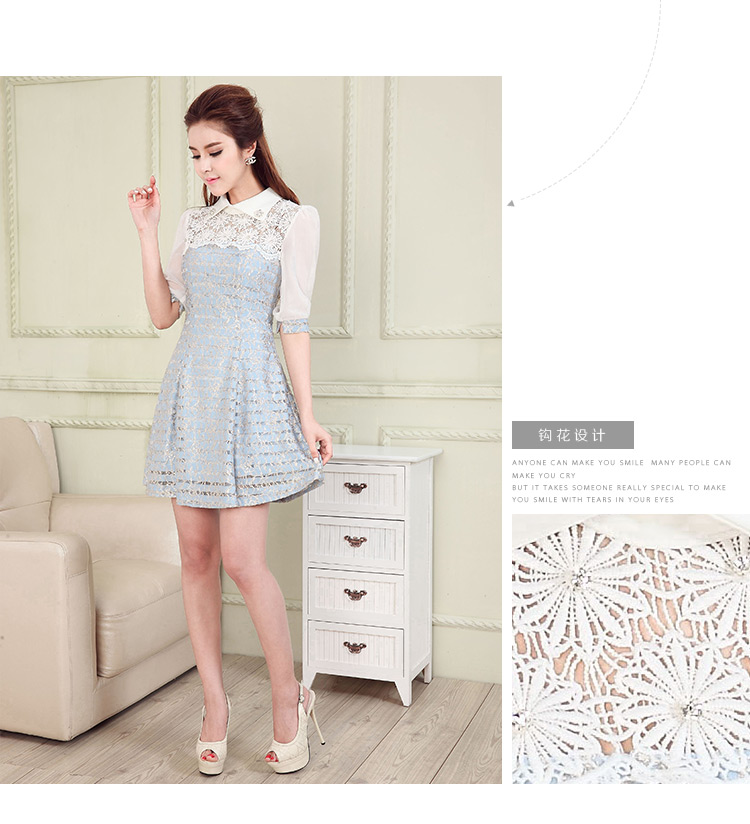 钩花设计
ANYONE CAN MAKE YOU SMILE MANY PEOPLE CAN
MAKE YOU CRY
BUT IT TAKES SOMEONE REALLY SPECIAL TO MAKE
YOU SMILE WITH TEARS IN YOUR EYES